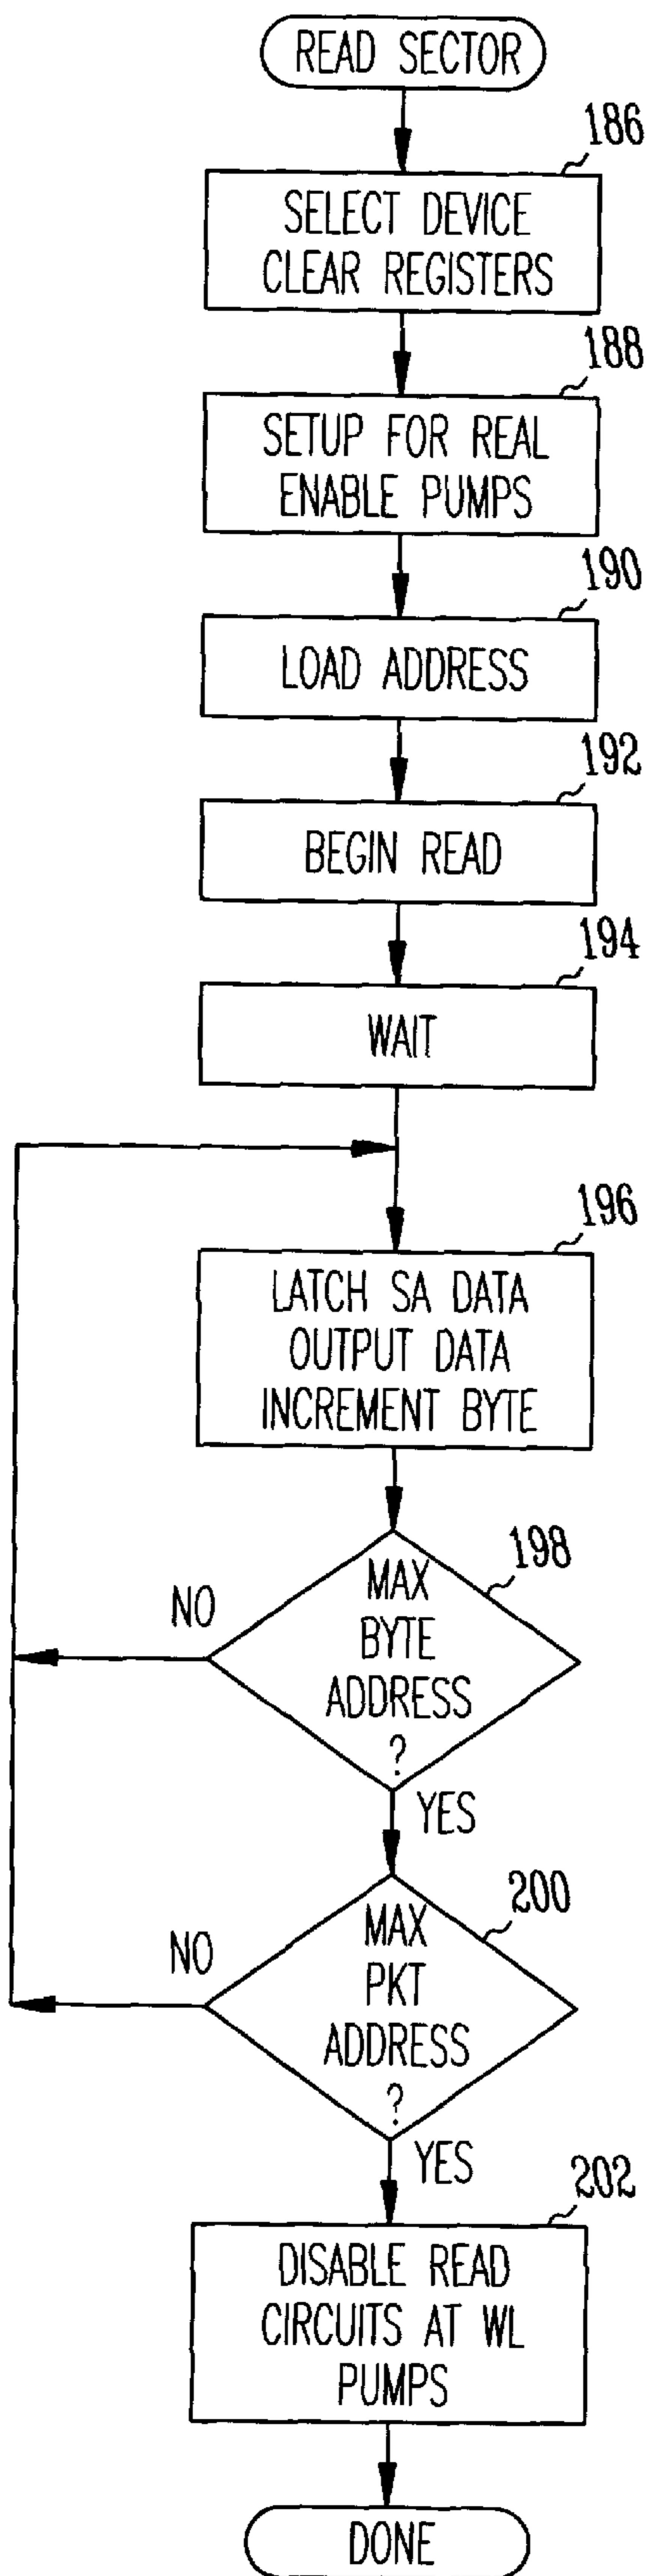 READ SECTOR
186
SELECT DEVICE
CLEAR REGISTERS
188
SETUP FOR REAL
ENABLE PUMPS
190
LOAD ADDRESS
192
BEGIN READ
194
WAIT
196
LATCH SA DATA
OUTPUT DATA
INCREMENT BYTE
198
NO
MAX
BYTE
ADDRESS
?
YES
200
NO
MAX
PKT
ADDRESS
?
YES
202
DISABLE READ
CIRCUITS AT WL
PUMPS
DONE